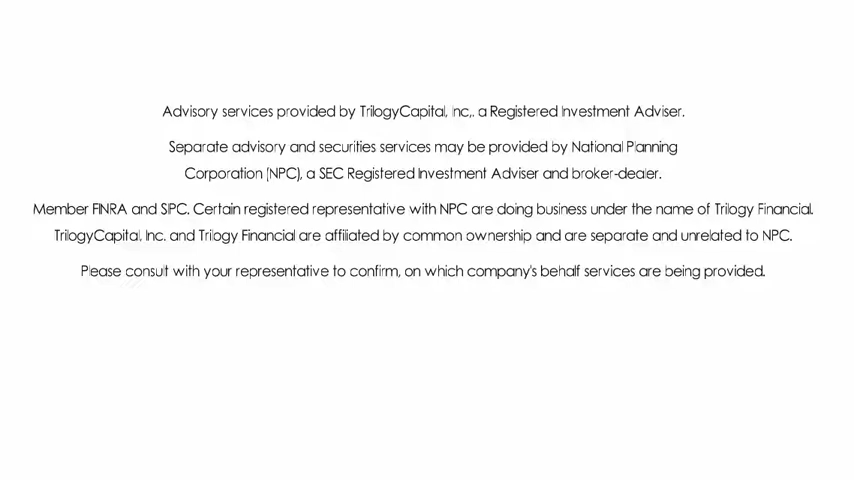 Advisory services provided by TrilogyCapital, Inc,. a Registered Investment Adviser.
Separate advisory and securities services may be provided by National Planning
Corporation (NPC), a SEC Registered Investment Adviser and broker-dealer.
Member FINRA and SIPC. Certain registered representative with NPC are doing business under the name of Trilogy Financial.
TrilogyCapital, Inc. and Trilogy Financial are affiliated by common ownership and are separate and unrelated to NPC.
Please consult with your representative to confirm, on which company's behalf services are being provided.